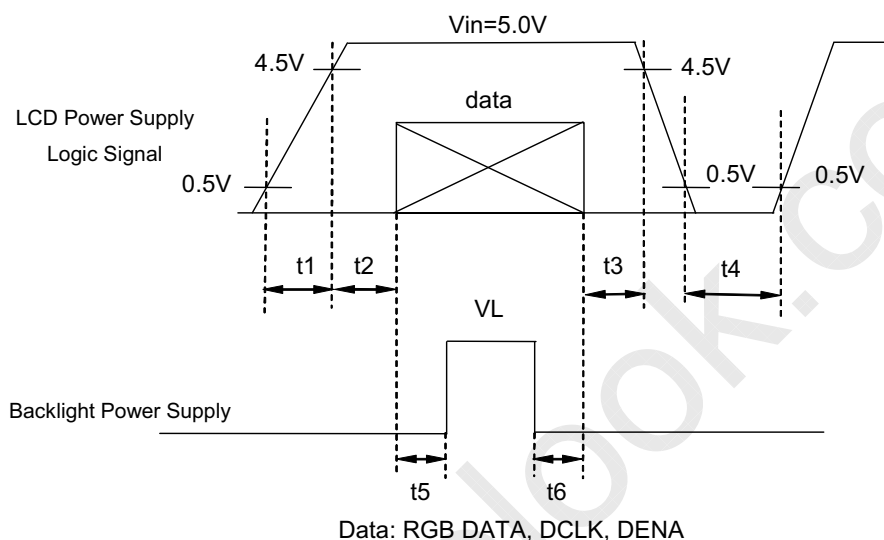 Vin=5.0V
4.5V
4.5V
data
LCD Power Supply
Logic Signal
0.5V
0.5V
0.5V
t1
t2
t3
t4
VL
Backlight Power Supply
t5
t6
Data: RGB DATA, DCLK, DENA
look.c